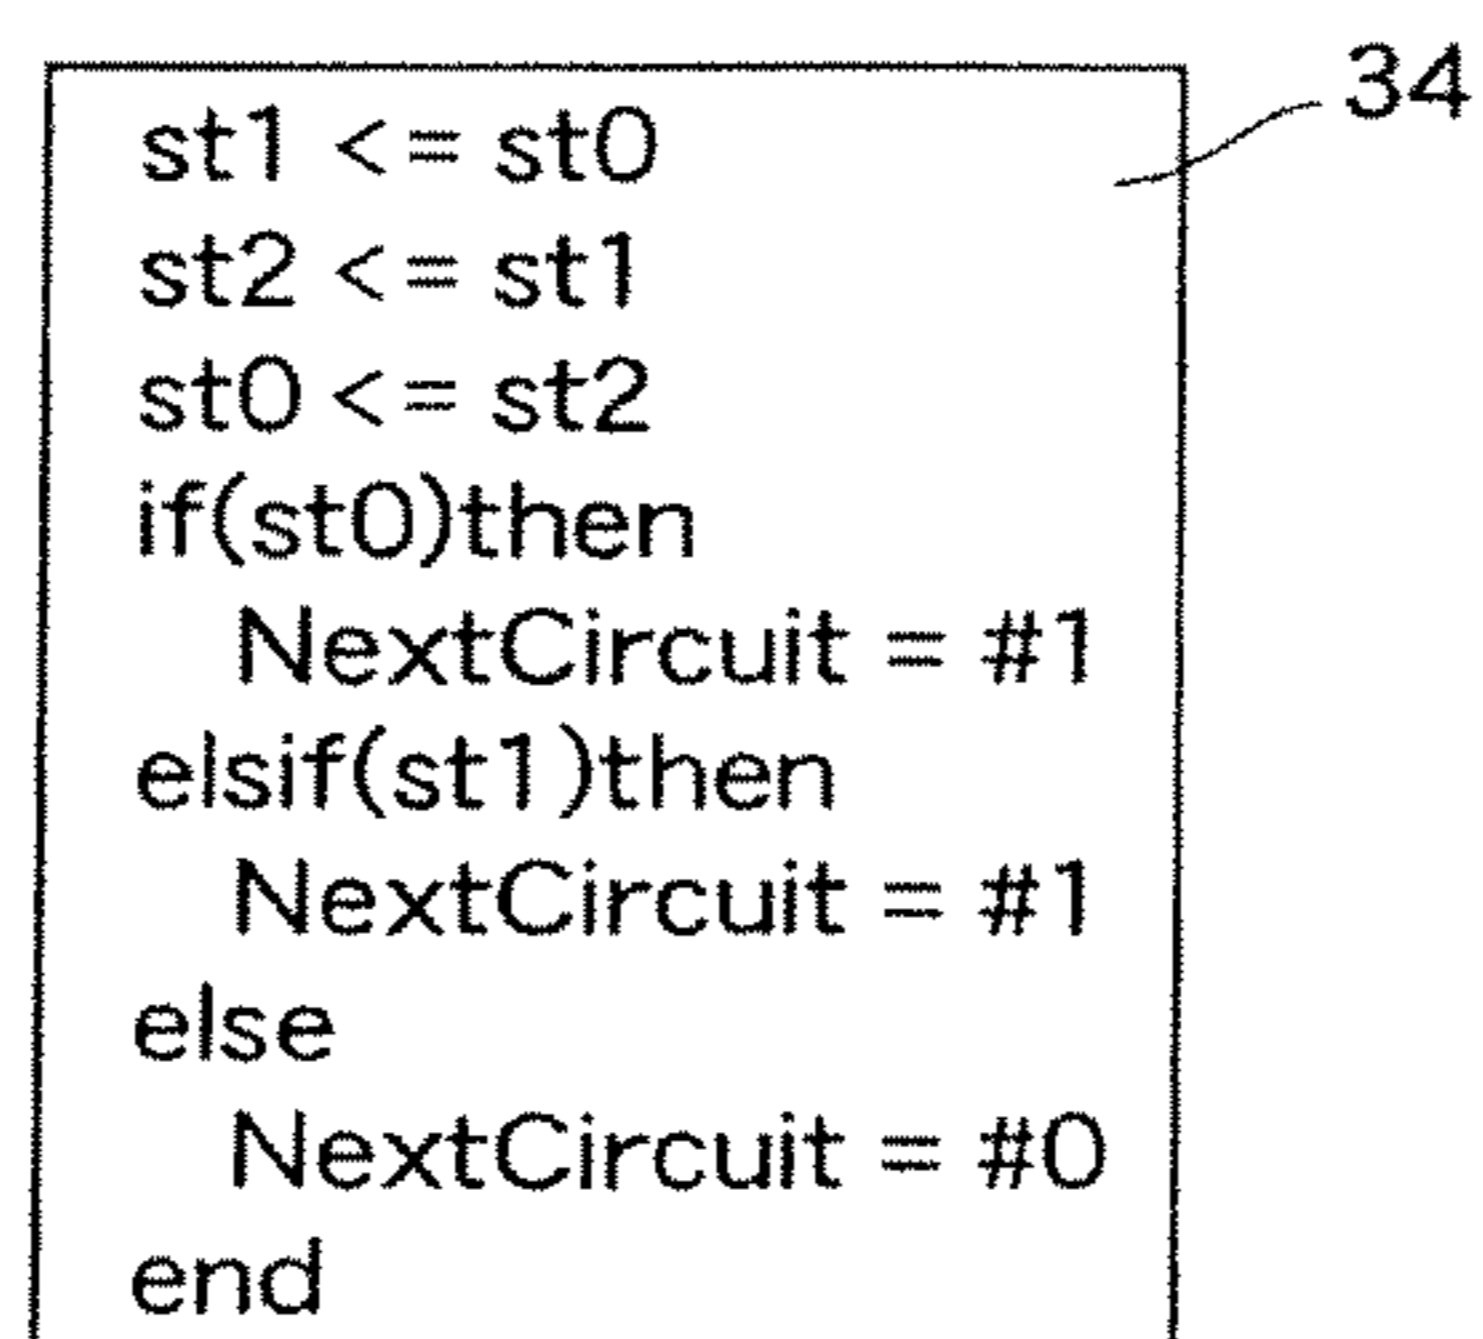 34
st1 <= st0
st2 <= st1
st0 <= st2
if(st0)then
NextCircuit = #1
elsif(st1)then
NextCircuit = #1
else
NextCircuit = #0
end